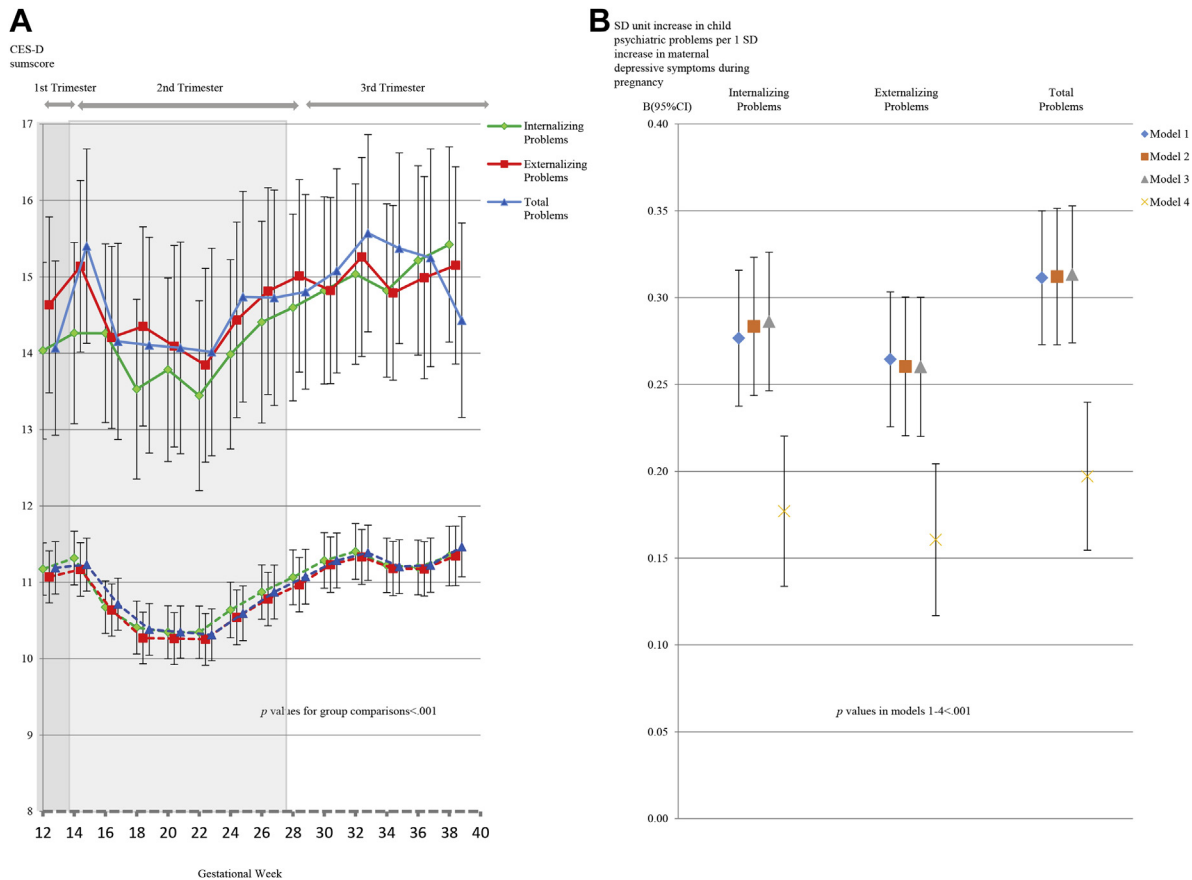 A
CES-D
sumscore
1st Trimester
2nd Trimester
3rd Trimester
17
16
15
14
13
12
11
10
9
8
Internalizing
Problems
Externalizing
Problems
Total
Problems
p values for group comparisons<.001
12 14 16 18 20 22 24 26 28 30 32 34 36 38 40
Gestational Week
B
SD unit increase in child
psychiatric problems per 1 SD
increase in maternal
depressive symptoms during
pregnancy
B(95%CI)
Internalizing
Problems
Externalizing
Problems
Total
Problems
0.40
0.35
0.30
0.25
0.20
0.15
0.10
0.05
0.00
Model 1
Model 2
Model 3
Model 4
p values in models 1-4<.001